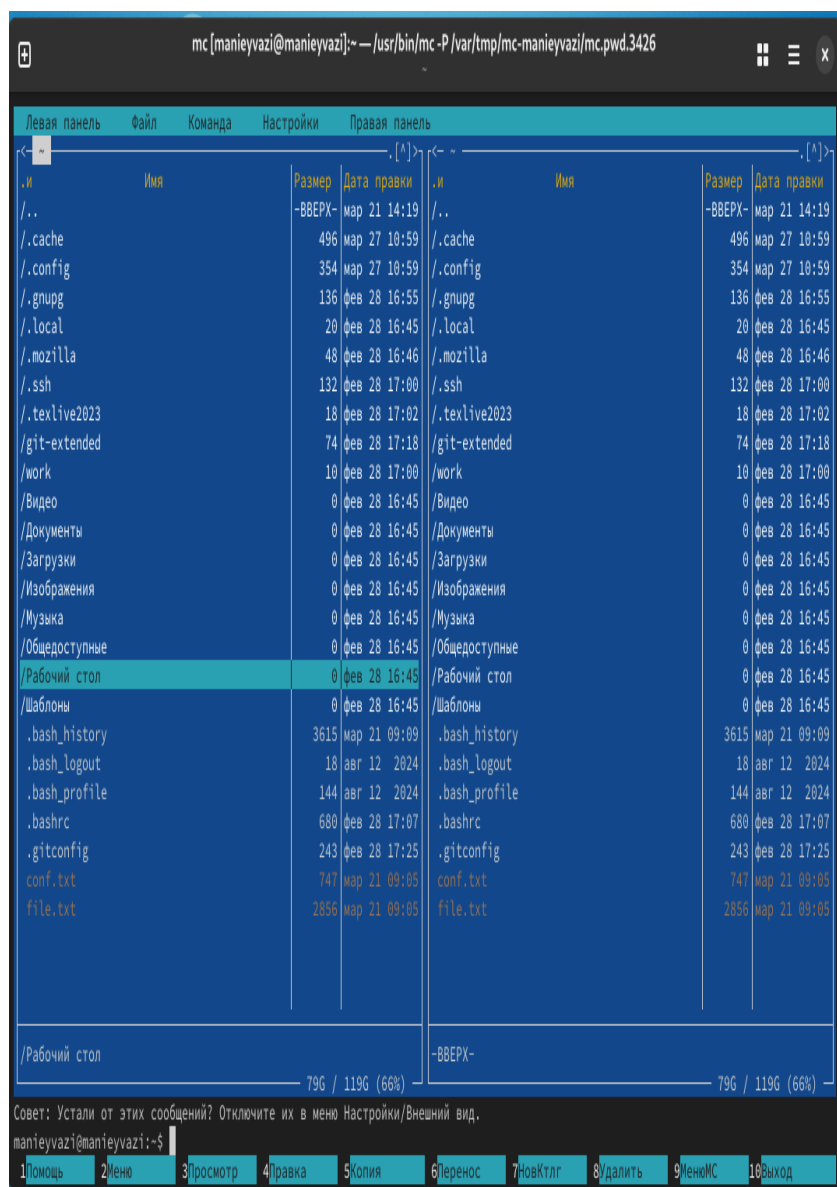 mc [manieyvazi@manieyvazi]:~ — /usr/bin/mc -P /var/tmp/mc-manieyvazi/mc.pwd.3426
~
Левая панель Файл Команда Настройки Правая панель
<— ~ .[^]> <— ~ .[^]>
.и Имя Размер Дата правки .и Имя Размер Дата правки
/.. -ВВЕРХ- мар 21 14:19 /.. -ВВЕРХ- мар 21 14:19
/.cache 496 мар 27 10:59 /.cache 496 мар 27 10:59
/.config 354 мар 27 10:59 /.config 354 мар 27 10:59
/.gnupg 136 фев 28 16:55 /.gnupg 136 фев 28 16:55
/.local 20 фев 28 16:45 /.local 20 фев 28 16:45
/.mozilla 48 фев 28 16:46 /.mozilla 48 фев 28 16:46
/.ssh 132 фев 28 17:00 /.ssh 132 фев 28 17:00
/.texlive2023 18 фев 28 17:02 /.texlive2023 18 фев 28 17:02
/git-extended 74 фев 28 17:18 /git-extended 74 фев 28 17:18
/work 10 фев 28 17:00 /work 10 фев 28 17:00
/Видео 0 фев 28 16:45 /Видео 0 фев 28 16:45
/Документы 0 фев 28 16:45 /Документы 0 фев 28 16:45
/Загрузки 0 фев 28 16:45 /Загрузки 0 фев 28 16:45
/Изображения 0 фев 28 16:45 /Изображения 0 фев 28 16:45
/Музыка 0 фев 28 16:45 /Музыка 0 фев 28 16:45
/Общедоступные 0 фев 28 16:45 /Общедоступные 0 фев 28 16:45
/Рабочий стол 0 фев 28 16:45 /Рабочий стол 0 фев 28 16:45
/Шаблоны 0 фев 28 16:45 /Шаблоны 0 фев 28 16:45
.bash_history 3615 мар 21 09:09 .bash_history 3615 мар 21 09:09
.bash_logout 18 авг 12 2024 .bash_logout 18 авг 12 2024
.bash_profile 144 авг 12 2024 .bash_profile 144 авг 12 2024
.bashrc 680 фев 28 17:07 .bashrc 680 фев 28 17:07
.gitconfig 243 фев 28 17:25 .gitconfig 243 фев 28 17:25
conf.txt 747 мар 21 09:05 conf.txt 747 мар 21 09:05
file.txt 2856 мар 21 09:05 file.txt 2856 мар 21 09:05
/Рабочий стол -ВВЕРХ-
79G / 119G (66%) 79G / 119G (66%)
Совет: Устали от этих сообщений? Отключите их в меню Настройки/Внешний вид.
manieyvazi@manieyvazi:~$
1Помощь 2Меню 3Просмотр 4Правка 5Копия 6Перенос 7НовКтлг 8Удалить 9МенюMC 10Выход